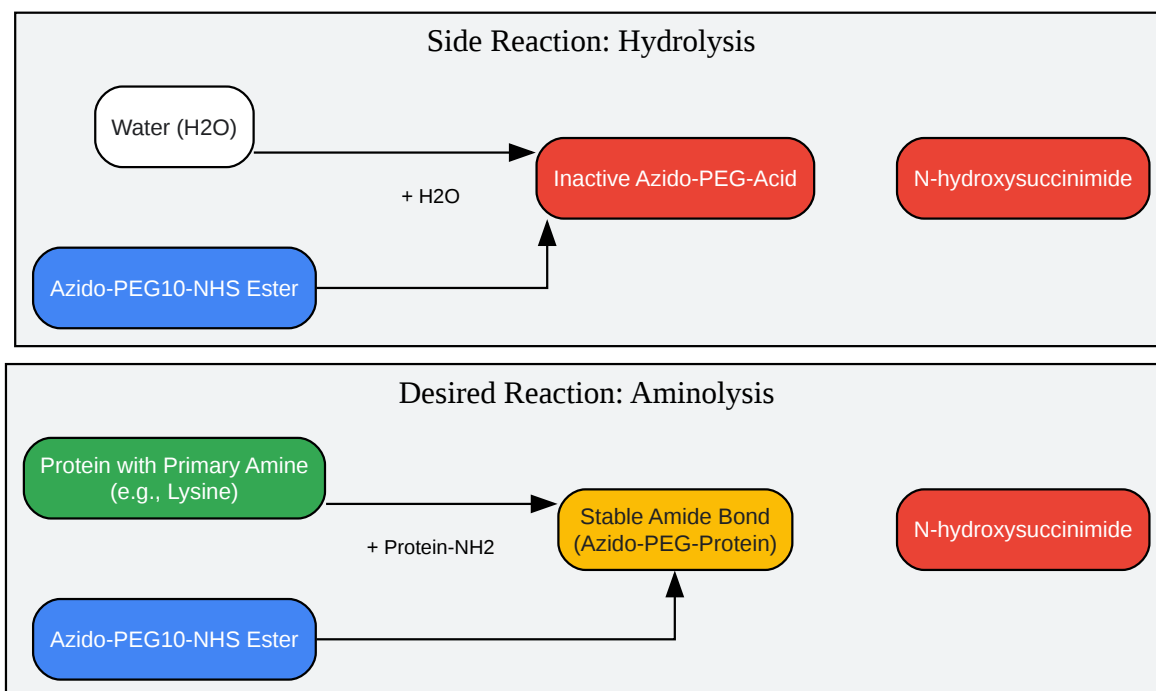 Side Reaction: Hydrolysis
Water (H2O)
Inactive Azido-PEG-Acid
N-hydroxysuccinimide
+ H2O
Azido-PEG10-NHS Ester
Desired Reaction: Aminolysis
Protein with Primary Amine
(e.g., Lysine)
Stable Amide Bond
(Azido-PEG-Protein)
N-hydroxysuccinimide
+ Protein-NH2
Azido-PEG10-NHS Ester